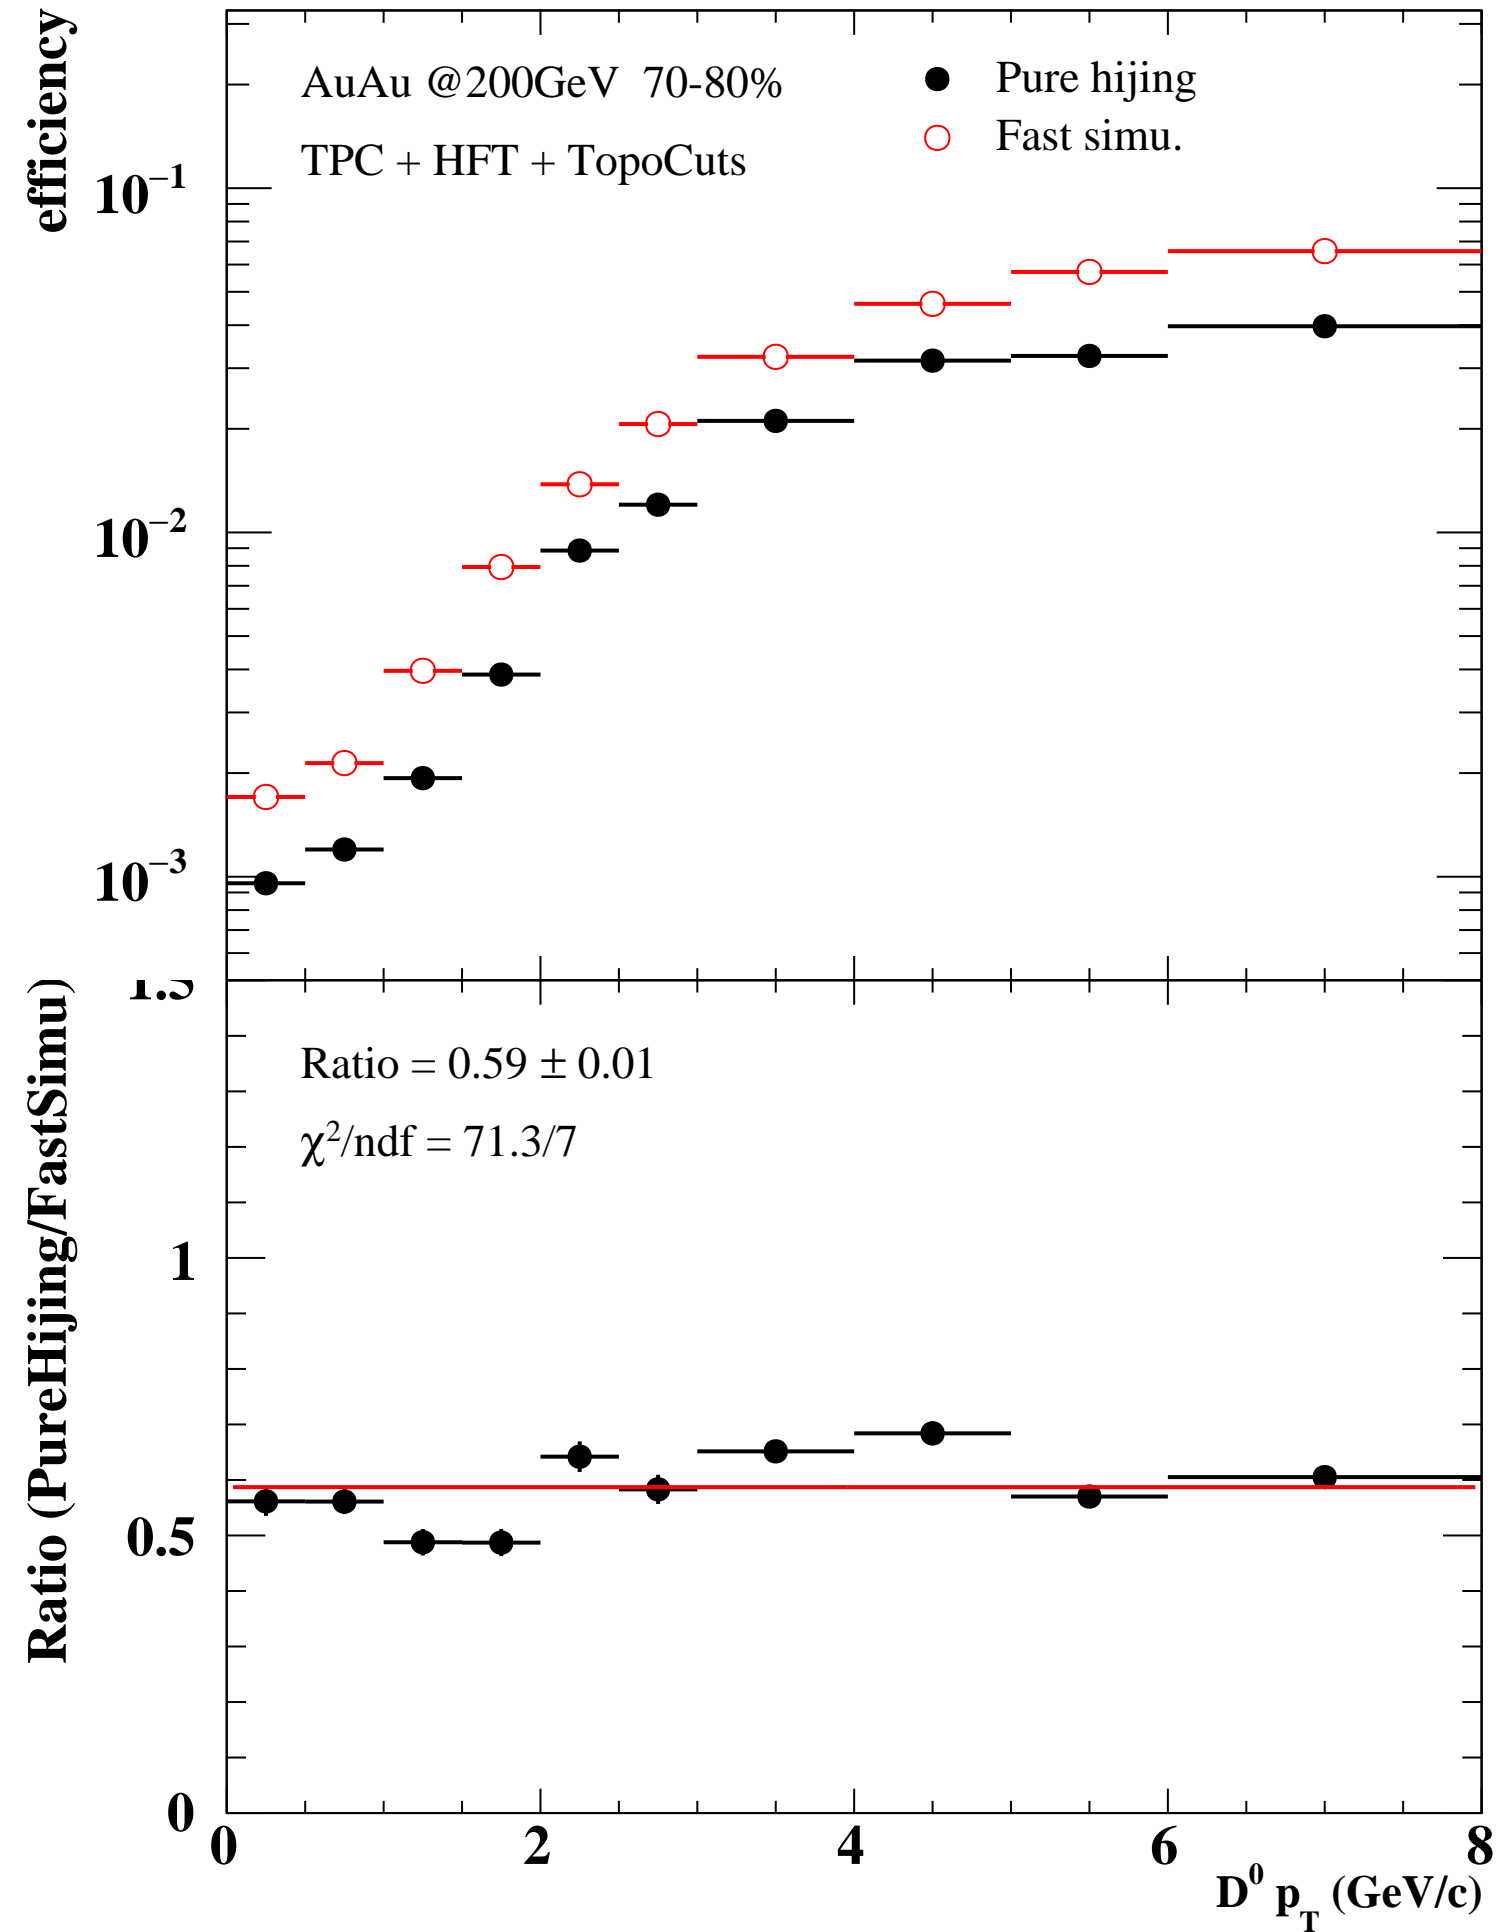 efficiency
AuAu @200GeV 70-80%
TPC + HFT + TopoCuts
Pure hijing
Fast simu.
10⁻¹
10⁻²
10⁻³
Ratio (PureHijing/FastSimu)
1.5
Ratio = 0.59 ± 0.01
χ²/ndf = 71.3/7
1
0.5
0
0 2 4 6 8
D⁰ p_T (GeV/c)